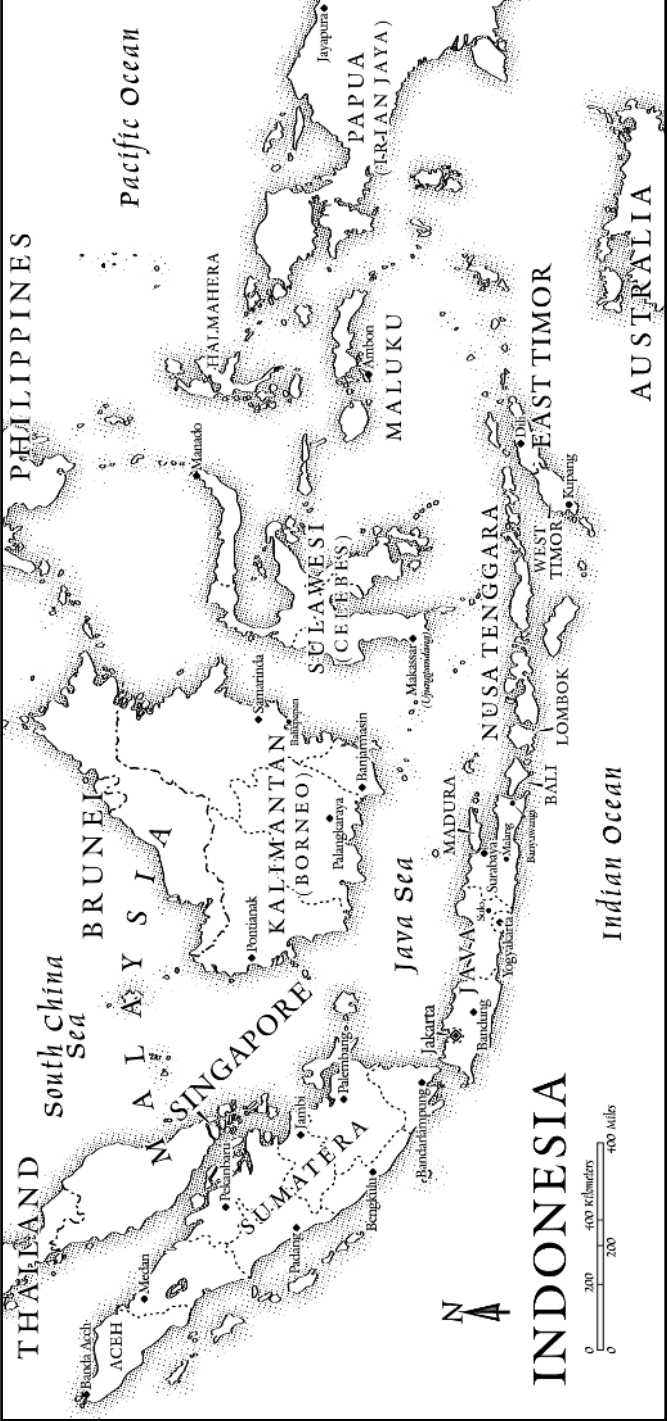 THAILAND
PHILIPPINES
Pacific Ocean
South China
Sea
BRUNEI
MALAYSIA
SINGAPORE
Banda Aceh
ACEH
Medan
Pekanbaru
SUMATERA
Padang
Jambi
Palembang
Bengkulu
Bandarlampung
Pontianak
KALIMANTAN
(BORNEO)
Palangkaraya
Banjarmasin
Balikpapan
Samarinda
Manado
SULAWESI
(CELEBES)
Makassar
(Ujungpandang)
HALMAHERA
Ambon
MALUKU
Jayapura
PAPUA
(IRIAN JAYA)
Java Sea
Jakarta
Bandung
JAVA
Solo
Yogyakarta
Surabaya
Malang
Banyuwangi
MADURA
BALI
LOMBOK
NUSA TENGGARA
WEST
TIMOR
Kupang
Dili
EAST TIMOR
AUSTRALIA
Indian Ocean
N
INDONESIA
0 200 400 Kilometers
0 200 400 Miles